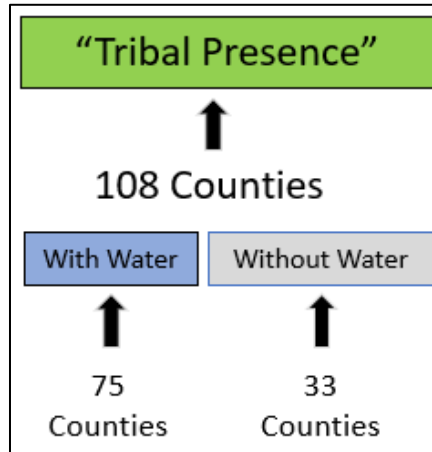 “Tribal Presence”
108 Counties
With Water
Without Water
75
Counties
33
Counties